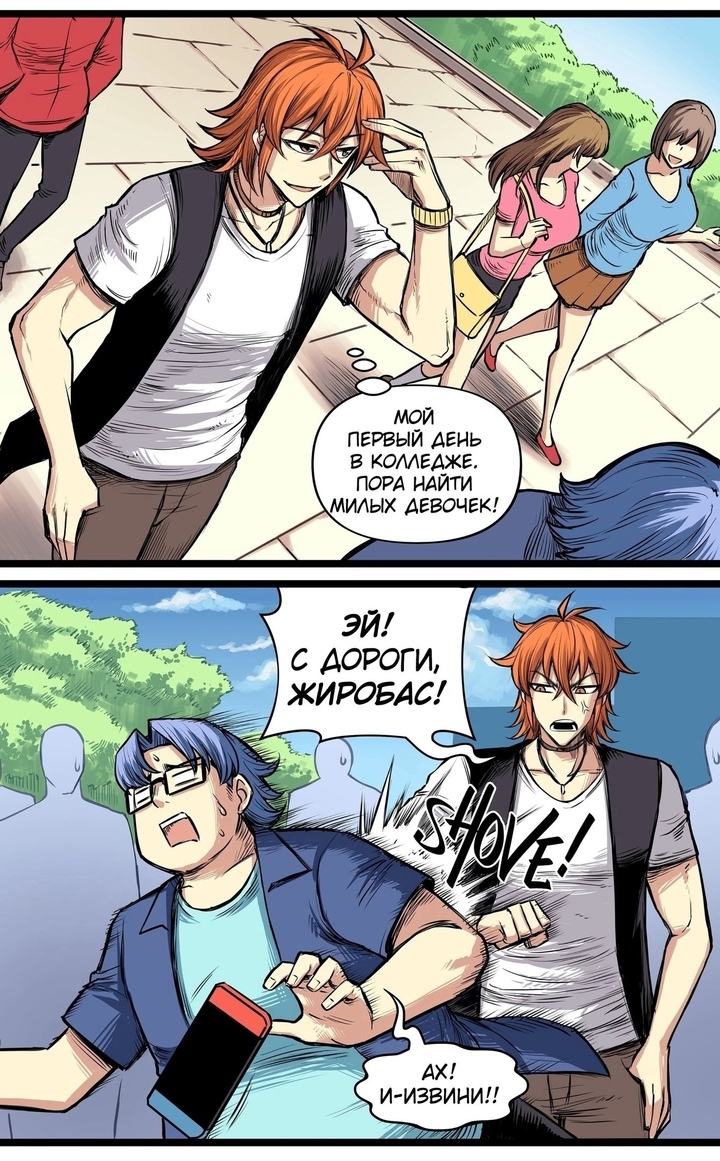 МОЙ
ПЕРВЫЙ ДЕНЬ
В КОЛЛЕДЖЕ.
ПОРА НАЙТИ
МИЛЫХ ДЕВОЧЕК!
ЭЙ!
С ДОРОГИ,
ЖИРОБАС!
SHOVE!
АХ!
И-ИЗВИНИ!!